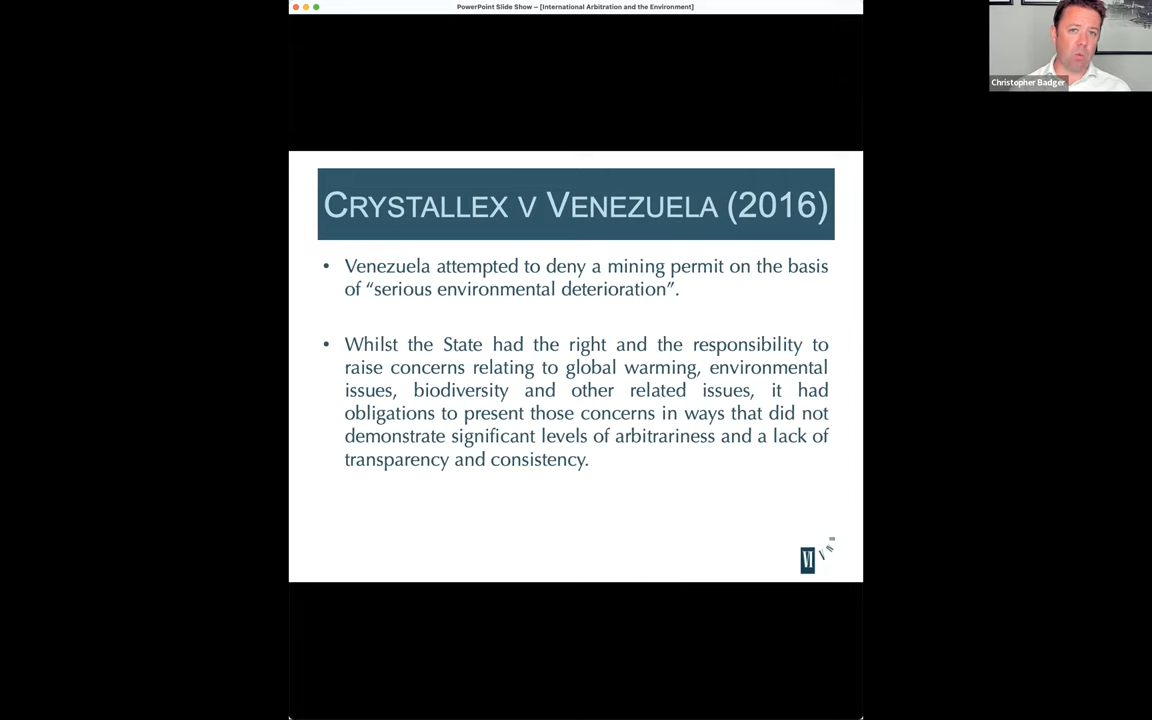 PowerPoint Slide Show – [International Arbitration and the Environment]
Christopher Badger
CRYSTALLEX V VENEZUELA (2016)
• Venezuela attempted to deny a mining permit on the basis
of “serious environmental deterioration”.
• Whilst the State had the right and the responsibility to
raise concerns relating to global warming, environmental
issues, biodiversity and other related issues, it had
obligations to present those concerns in ways that did not
demonstrate significant levels of arbitrariness and a lack of
transparency and consistency.
VI